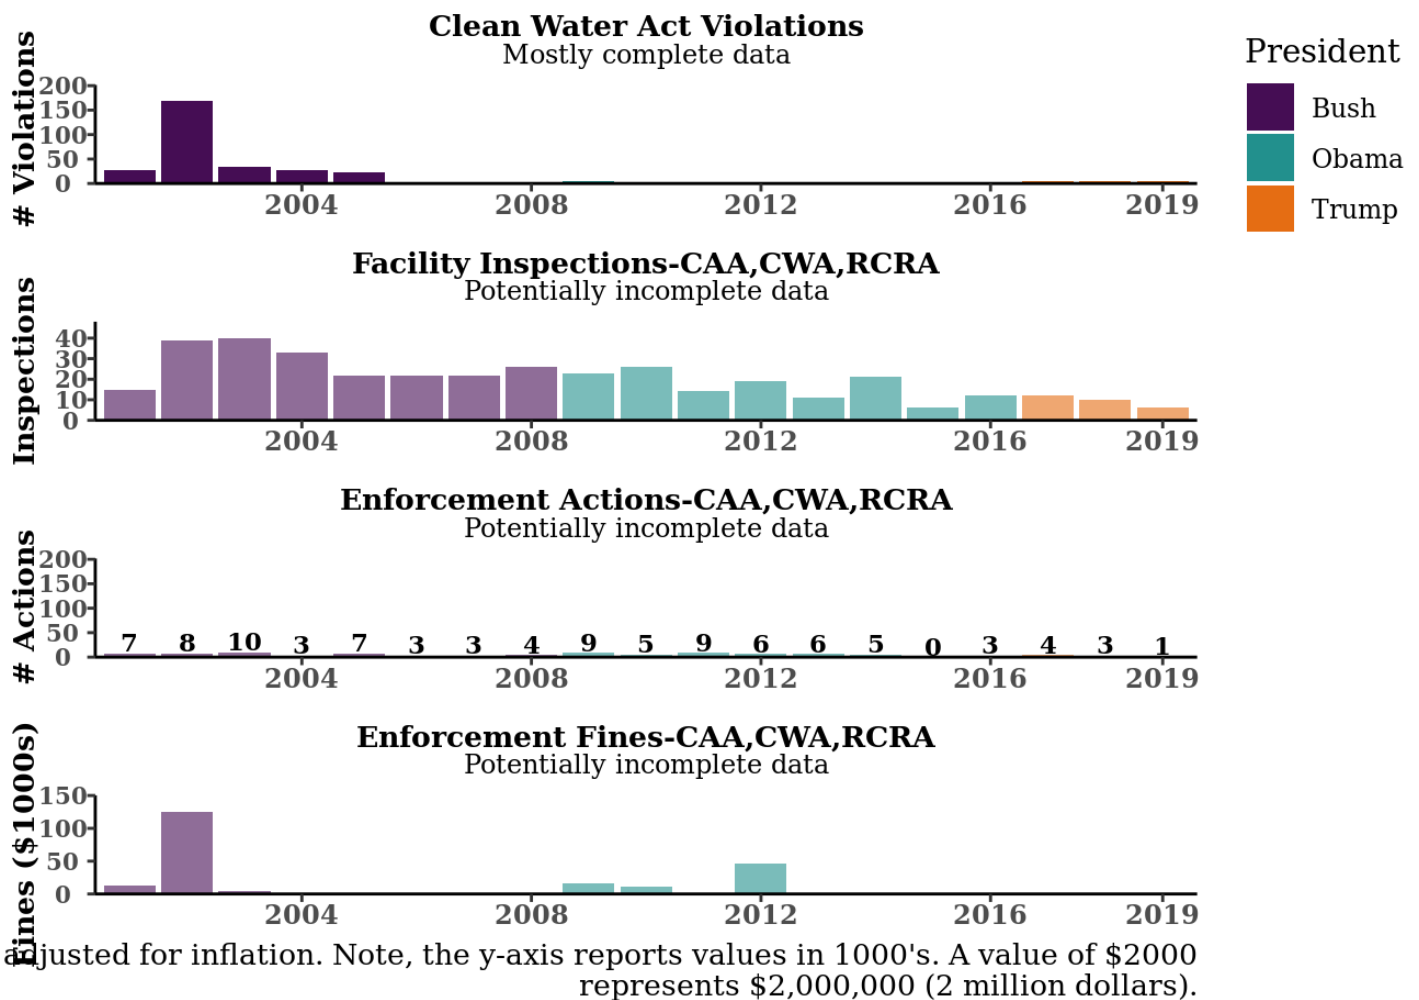 Clean Water Act Violations
Mostly complete data
# Violations
200
150
100
50
0
2004 2008 2012 2016 2019
President
Bush
Obama
Trump
Facility Inspections-CAA,CWA,RCRA
Potentially incomplete data
Inspections
40
30
20
10
0
2004 2008 2012 2016 2019
Enforcement Actions-CAA,CWA,RCRA
Potentially incomplete data
# Actions
200
150
100
50
0
7 8 10 3 7 3 3 4 9 5 9 6 6 5 0 3 4 3 1
2004 2008 2012 2016 2019
Enforcement Fines-CAA,CWA,RCRA
Potentially incomplete data
Fines ($1000s)
150
100
50
0
2004 2008 2012 2016 2019
adjusted for inflation. Note, the y-axis reports values in 1000's. A value of $2000
represents $2,000,000 (2 million dollars).